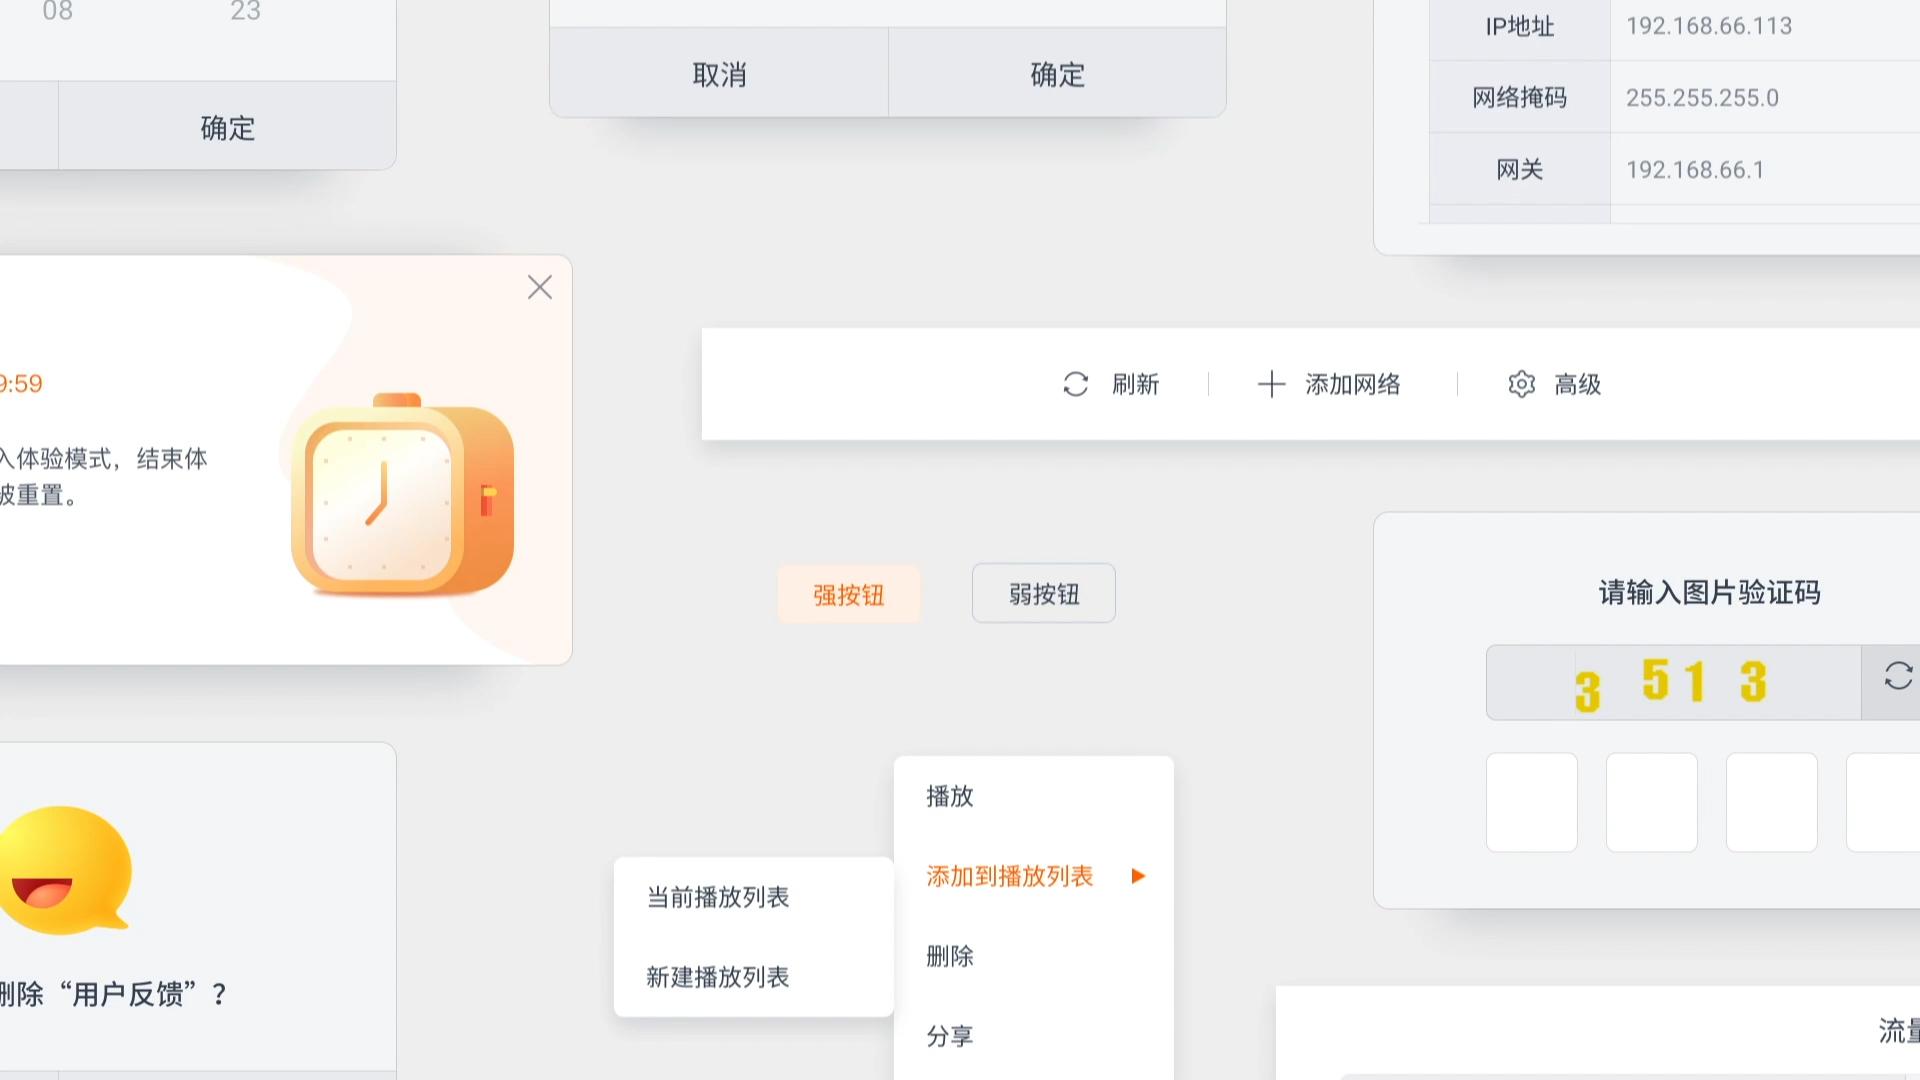 08 23
确定
取消 确定
IP地址 192.168.66.113
网络掩码 255.255.255.0
网关 192.168.66.1
9:59
入体验模式，结束体
被重置。
刷新 添加网络 高级
强按钮 弱按钮
请输入图片验证码
3 5 1 3
删除“用户反馈”？
播放
添加到播放列表
删除
分享
当前播放列表
新建播放列表
流量